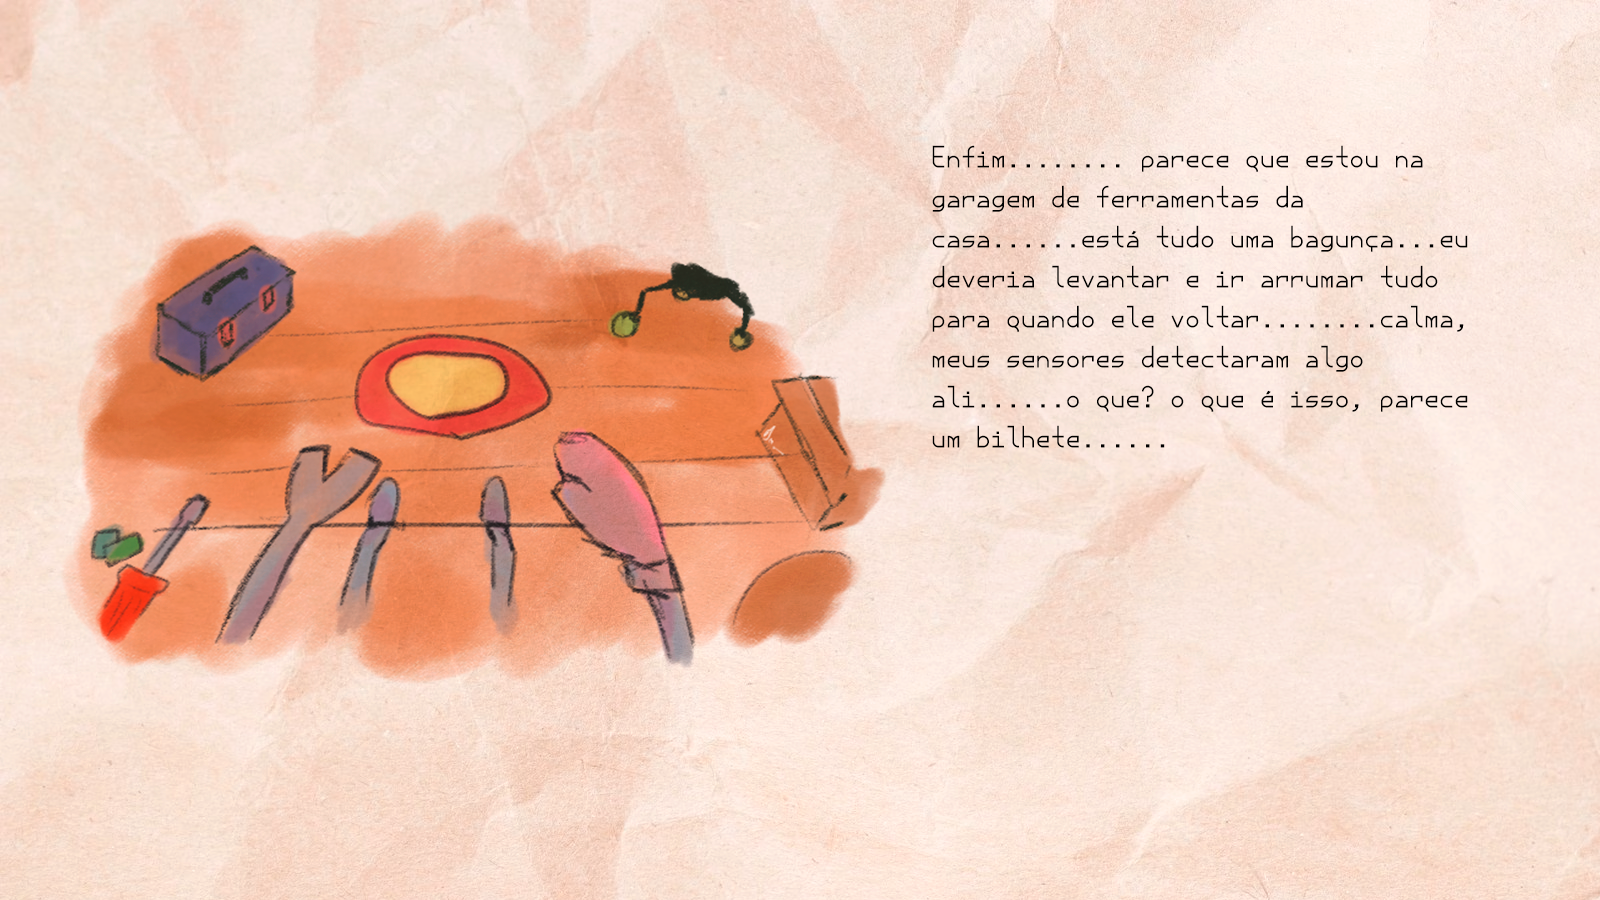 Enfim........ parece que estou na
garagem de ferramentas da
casa......está tudo uma bagunça...eu
deveria levantar e ir arrumar tudo
para quando ele voltar........calma,
meus sensores detectaram algo
ali......o que? o que é isso, parece
um bilhete......